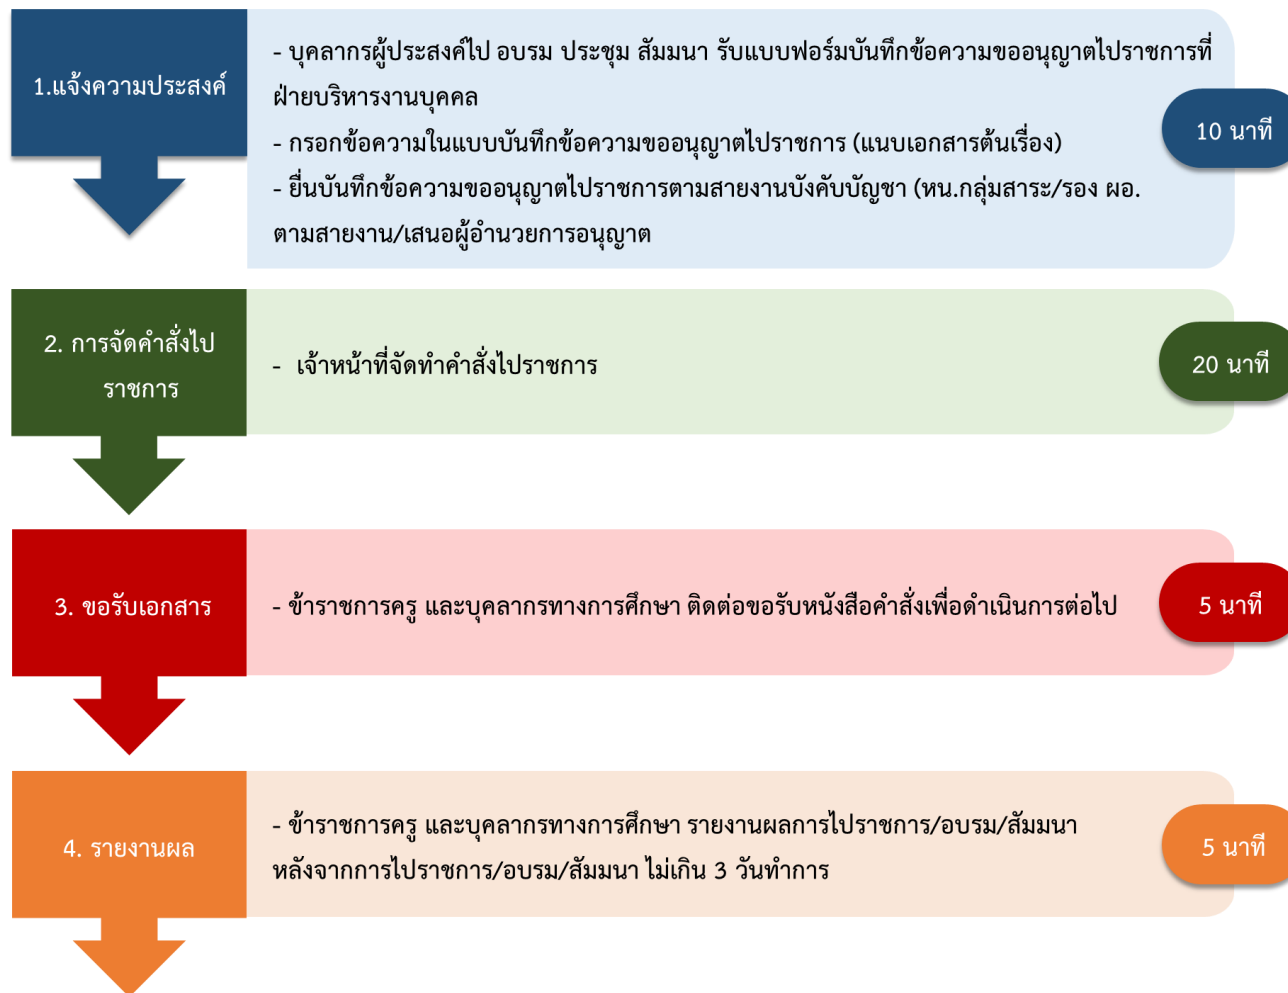 1.แจ้งความประสงค์
- บุคลากรผู้ประสงค์ไป อบรม ประชุม สัมมนา รับแบบฟอร์มบันทึกข้อความขออนุญาตไปราชการที่
ฝ่ายบริหารงานบุคคล
- กรอกข้อความในแบบบันทึกข้อความขออนุญาตไปราชการ (แนบเอกสารต้นเรื่อง)
- ยื่นบันทึกข้อความขออนุญาตไปราชการตามสายงานบังคับบัญชา (หน.กลุ่มสาระ/รอง ผอ.
ตามสายงาน/เสนอผู้อำนวยการอนุญาต
10 นาที
2. การจัดคำสั่งไป
ราชการ
- เจ้าหน้าที่จัดทำคำสั่งไปราชการ
20 นาที
3. ขอรับเอกสาร
- ข้าราชการครู และบุคลากรทางการศึกษา ติดต่อขอรับหนังสือคำสั่งเพื่อดำเนินการต่อไป
5 นาที
4. รายงานผล
- ข้าราชการครู และบุคลากรทางการศึกษา รายงานผลการไปราชการ/อบรม/สัมมนา
หลังจากการไปราชการ/อบรม/สัมมนา ไม่เกิน 3 วันทำการ
5 นาที